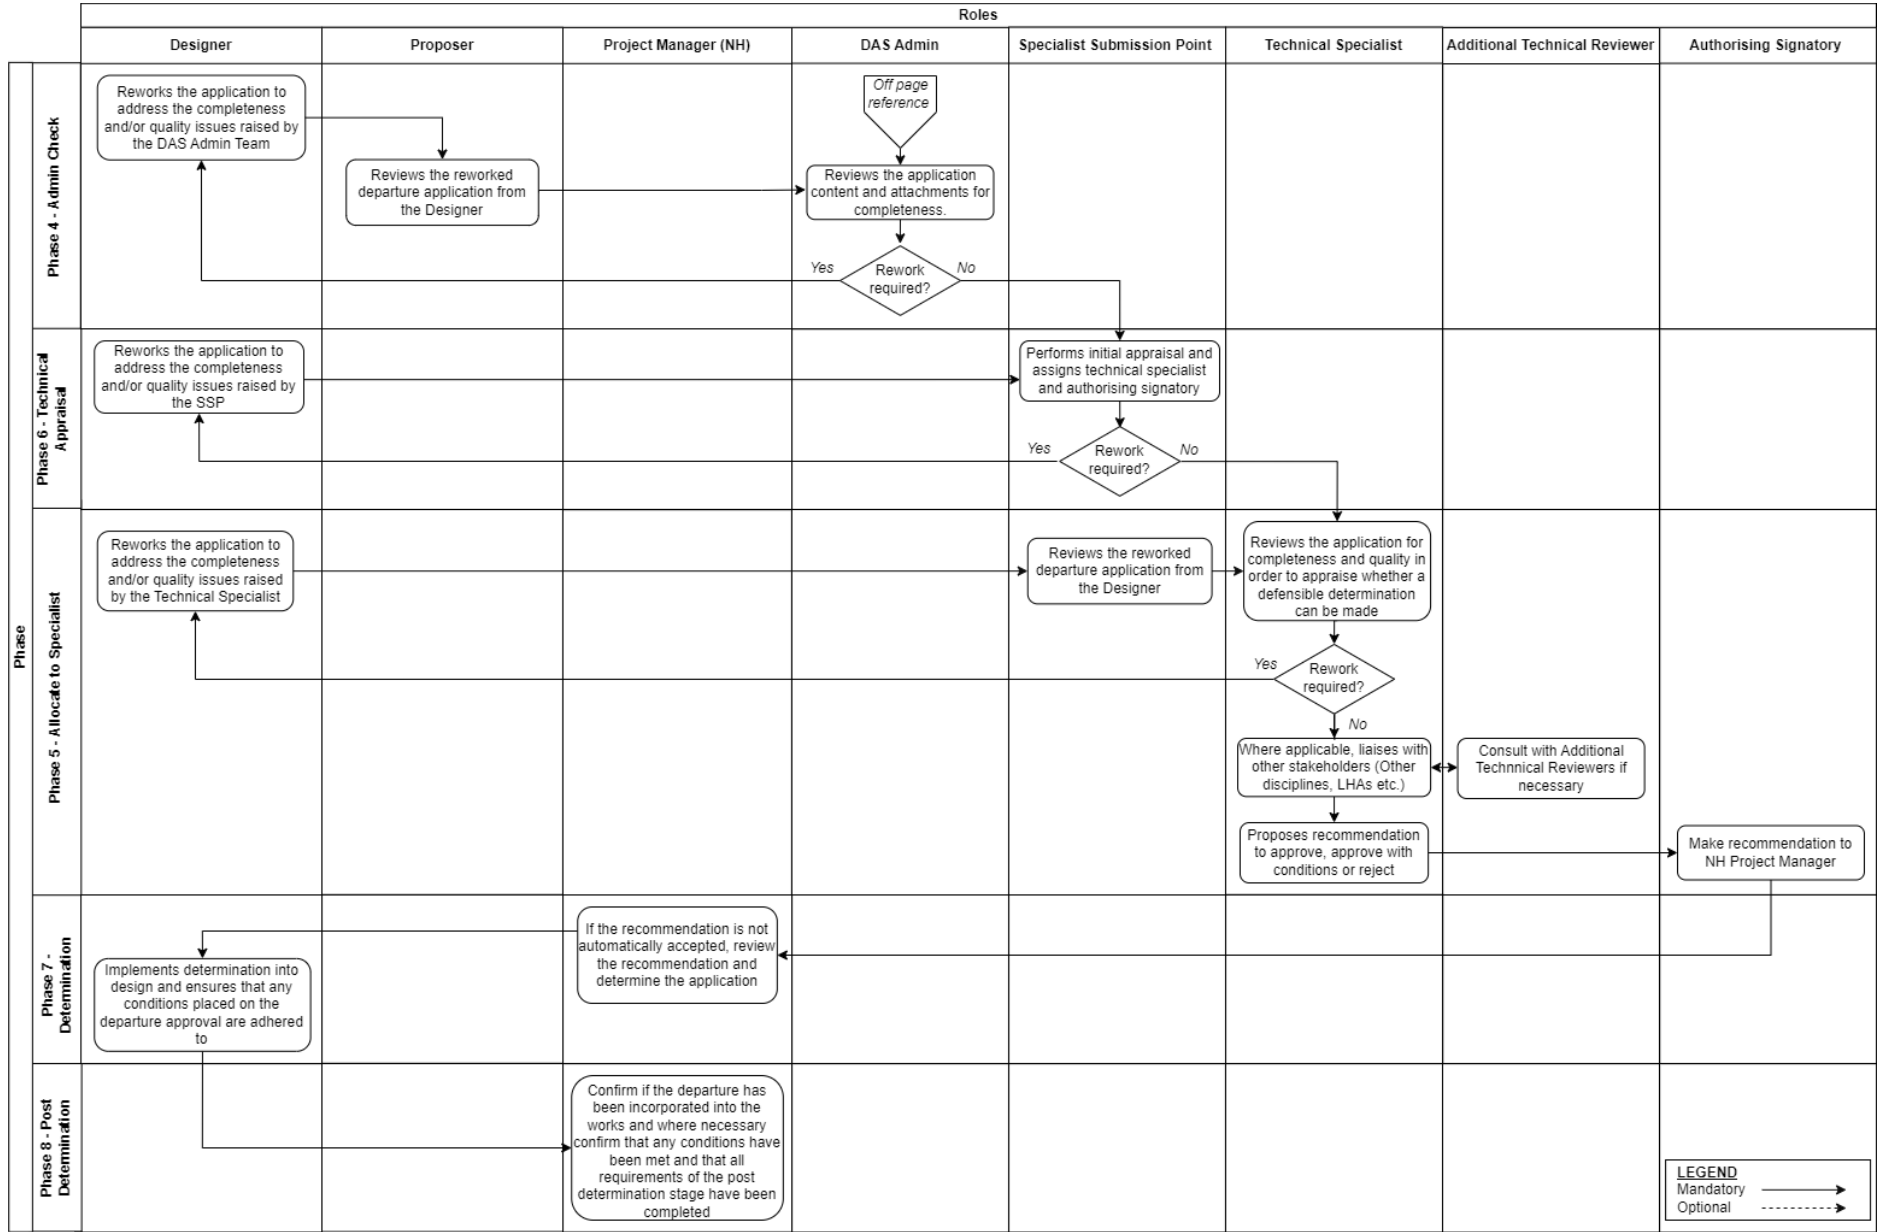 Roles
Designer
Proposer
Project Manager (NH)
DAS Admin
Specialist Submission Point
Technical Specialist
Additional Technical Reviewer
Authorising Signatory
Phase
Phase 4 - Admin Check
Reworks the application to
address the completeness
and/or quality issues raised by
the DAS Admin Team
Reviews the reworked
departure application from
the Designer
Off page
reference
Reviews the application
content and attachments for
completeness.
Yes
Rework
required?
No
Phase 6 - Technical
Appraisal
Reworks the application to
address the completeness
and/or quality issues raised by
the SSP
Performs initial appraisal and
assigns technical specialist
and authorising signatory
Yes
Rework
required?
No
Phase 5 - Allocate to Specialist
Reworks the application to
address the completeness
and/or quality issues raised
by the Technical Specialist
Reviews the reworked
departure application from
the Designer
Reviews the application for
completeness and quality in
order to appraise whether a
defensible determination
can be made
Yes
Rework
required?
No
Where applicable, liaises with
other stakeholders (Other
disciplines, LHAs etc.)
Consult with Additional
Technnical Reviewers if
necessary
Proposes recommendation
to approve, approve with
conditions or reject
Make recommendation to
NH Project Manager
Phase 7 -
Determination
If the recommendation is not
automatically accepted, review
the recommendation and
determine the application
Implements determination into
design and ensures that any
conditions placed on the
departure approval are adhered
to
Phase 8 - Post
Determination
Confirm if the departure has
been incorporated into the
works and where necessary
confirm that any conditions have
been met and that all
requirements of the post
determination stage have been
completed
LEGEND
Mandatory
Optional